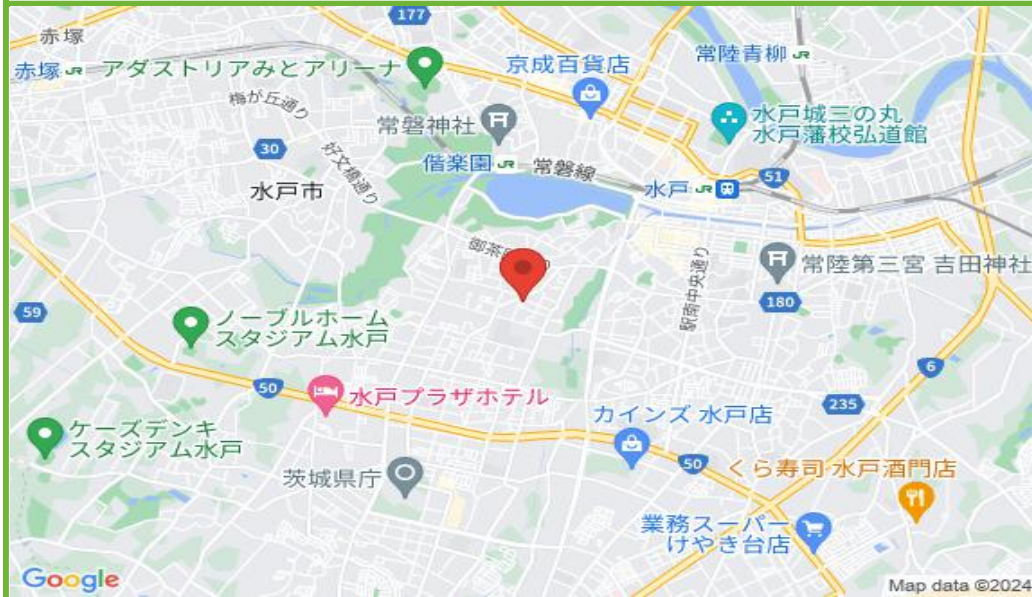 177
赤塚
赤塚 JR
アダストリアみとアリーナ
京成百貨店
常陸青柳 JR
梅が丘通り
常磐神社
水戸城三の丸
水戸藩校弘道館
30
好文橋通り
偕楽園 JR
常磐線
51
水戸市
水戸 JR
御茶
り
常陸第三宮 吉田神社
駅南中央通り
180
59
ノーブルホーム
スタジアム水戸
6
50
水戸プラザホテル
235
カインズ 水戸店
ケーズデンキ
スタジアム水戸
50
くら寿司 水戸酒門店
茨城県庁
業務スーパー
けやき台店
Google
Map data ©2024